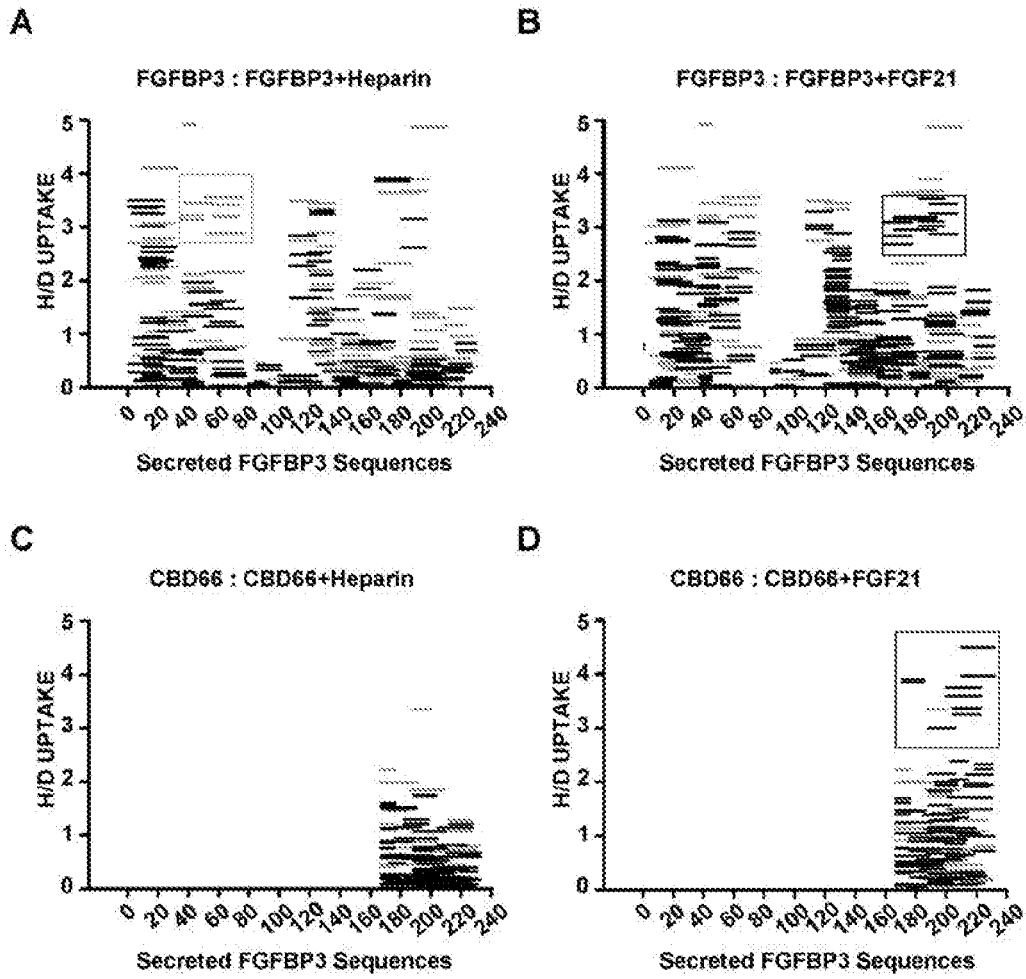 A
B
FGFBP3 : FGFBP3+Heparin
FGFBP3 : FGFBP3+FGF21
H/D UPTAKE
5
4
3
2
1
0
0 20 40 60 80 100 120 140 160 180 200 220 240
Secreted FGFBP3 Sequences
H/D UPTAKE
5
4
3
2
1
0
0 20 40 60 80 100 120 140 160 180 200 220 240
Secreted FGFBP3 Sequences
C
D
CBD66 : CBD66+Heparin
CBD66 : CBD66+FGF21
H/D UPTAKE
5
4
3
2
1
0
0 20 40 60 80 100 120 140 160 180 200 220 240
Secreted FGFBP3 Sequences
H/D UPTAKE
5
4
3
2
1
0
0 20 40 60 80 100 120 140 160 180 200 220 240
Secreted FGFBP3 Sequences